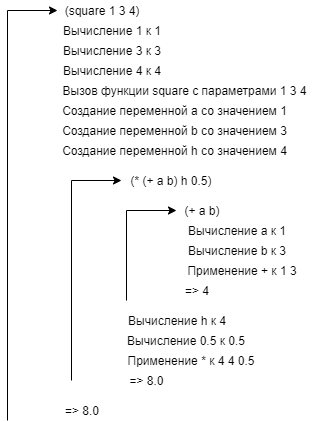 (square 1 3 4)
Вычисление 1 к 1
Вычисление 3 к 3
Вычисление 4 к 4
Вызов функции square с параметрами 1 3 4
Создание переменной a со значением 1
Создание переменной b со значением 3
Создание переменной h со значением 4
(* (+ a b) h 0.5)
(+ a b)
Вычисление a к 1
Вычисление b к 3
Применение + к 1 3
=> 4
Вычисление h к 4
Вычисление 0.5 к 0.5
Применение * к 4 4 0.5
=> 8.0
=> 8.0